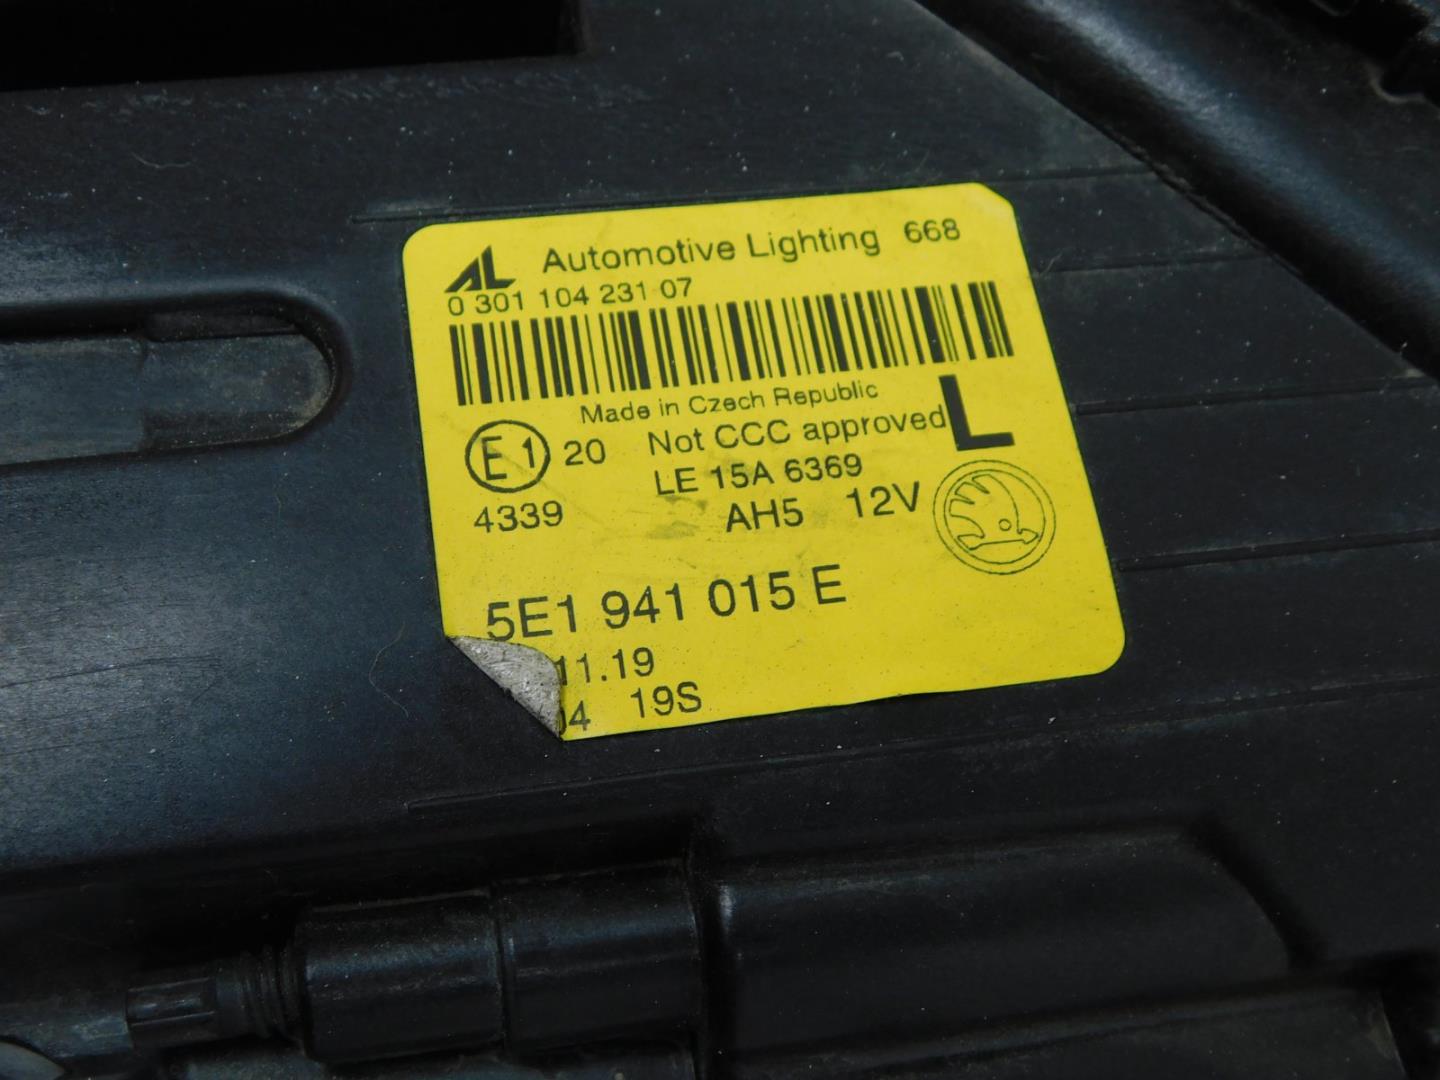 AL Automotive Lighting 668
0 301 104 231 07
Made in Czech Republic
L
E1 20 Not CCC approved
LE 15A 6369
4339 AH5 12V
5E1 941 015 E
11.19
04 19S